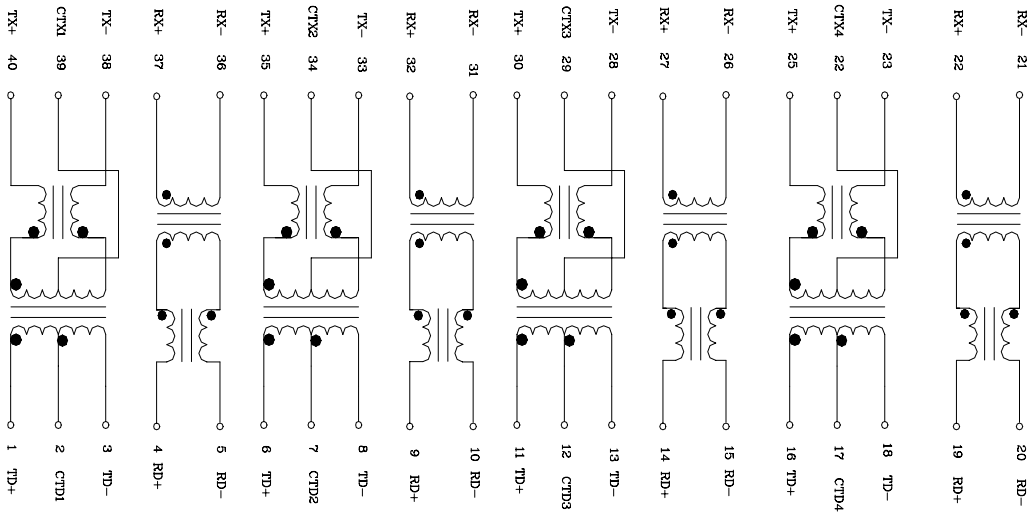 TX+ 40
CTX1 39
TX- 38
RX+ 37
RX- 36
TX+ 35
CTX2 34
TX- 33
RX+ 32
RX- 31
TX+ 30
CTX3 29
TX- 28
RX+ 27
RX- 26
TX+ 25
CTX4 22
TX- 23
RX+ 22
RX- 21
1 TD+
2 CTD1
3 TD-
4 RD+
5 RD-
6 TD+
7 CTD2
8 TD-
9 RD+
10 RD-
11 TD+
12 CTD3
13 TD-
14 RD+
15 RD-
16 TD+
17 CTD4
18 TD-
19 RD+
20 RD-